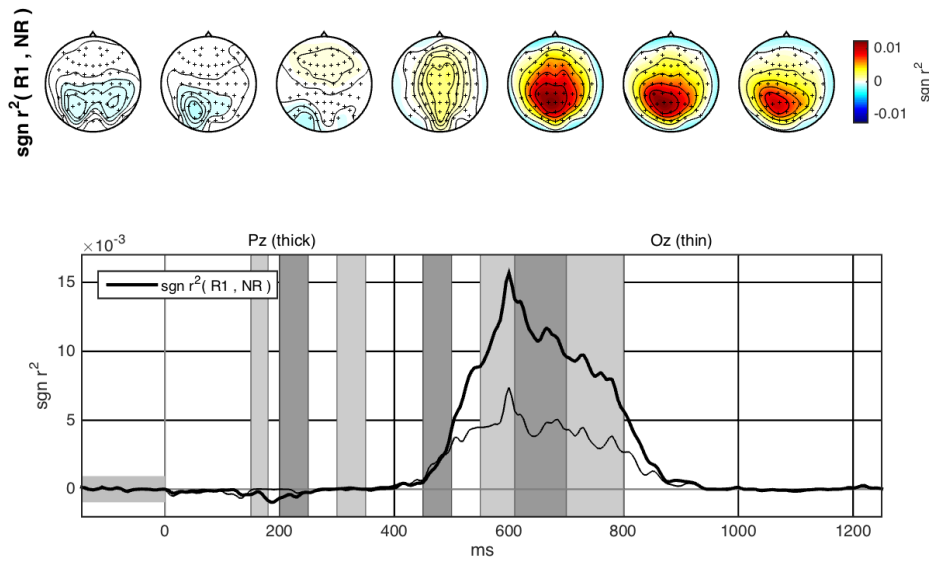 sgn r²( R1 , NR)
0.01
0
-0.01
sgn r²
Pz (thick)
Oz (thin)
×10⁻³
sgn r²( R1 , NR )
15
10
5
0
sgn r²
0
200
400
600
800
1000
1200
ms